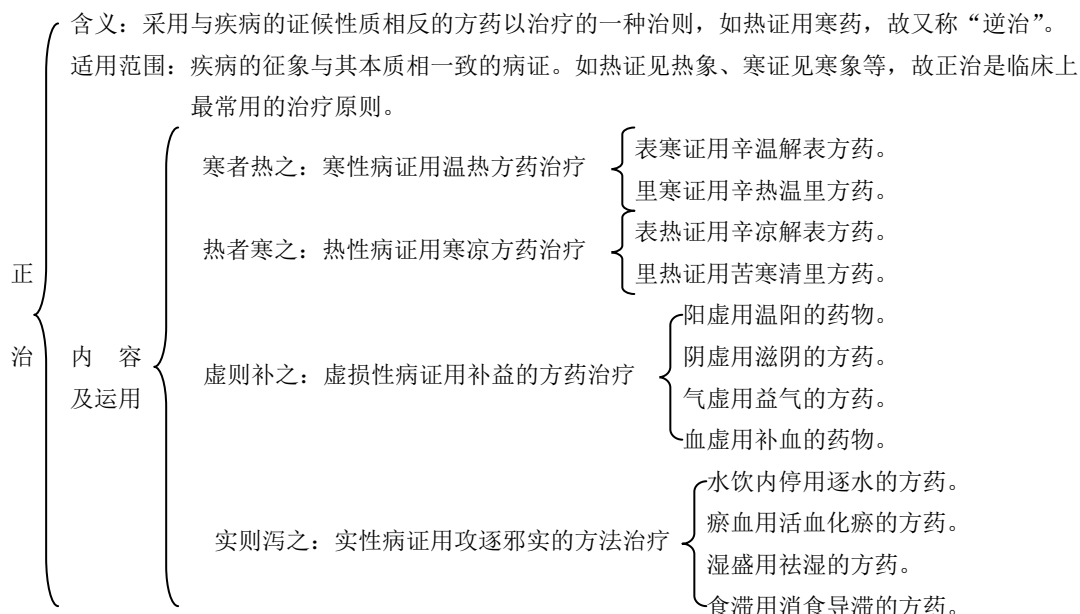 含义：采用与疾病的证候性质相反的方药以治疗的一种治则，如热证用寒药，故又称“逆治”。
适用范围：疾病的征象与其本质相一致的病证。如热证见热象、寒证见寒象等，故正治是临床上
最常用的治疗原则。
寒者热之：寒性病证用温热方药治疗
表寒证用辛温解表方药。
里寒证用辛热温里方药。
热者寒之：热性病证用寒凉方药治疗
表热证用辛凉解表方药。
里热证用苦寒清里方药。
正
治
内 容
及运用
虚则补之：虚损性病证用补益的方药治疗
阳虚用温阳的药物。
阴虚用滋阴的方药。
气虚用益气的方药。
血虚用补血的药物。
实则泻之：实性病证用攻逐邪实的方法治疗
水饮内停用逐水的方药。
瘀血用活血化瘀的方药。
湿盛用祛湿的方药。
食滞用消食导滞的方药。